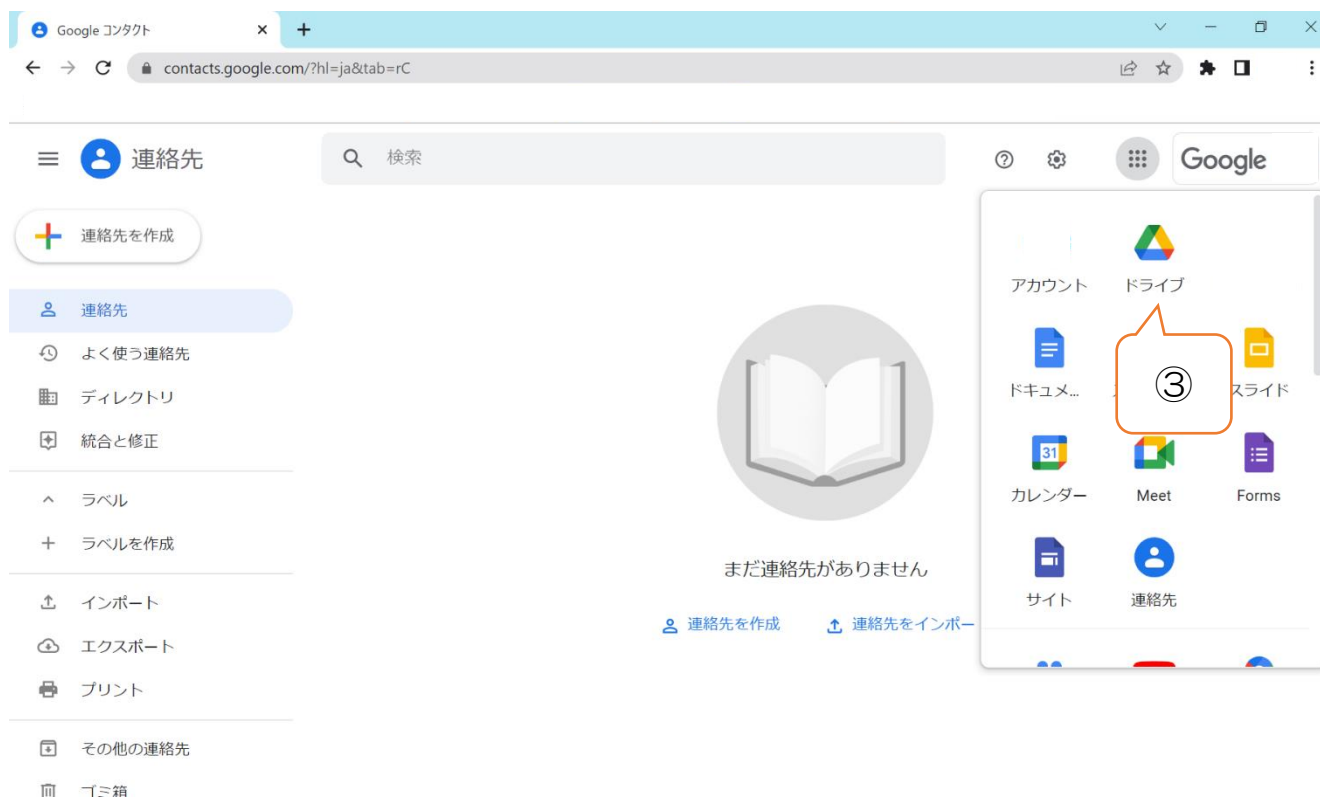 Google コンタクト
contacts.google.com/?hl=ja&tab=rC
連絡先
検索
Google
連絡先を作成
連絡先
よく使う連絡先
ディレクトリ
統合と修正
ラベル
ラベルを作成
インポート
エクスポート
プリント
その他の連絡先
ゴミ箱
まだ連絡先がありません
連絡先を作成 連絡先をインポー
アカウント ドライブ
③
ドキュメ... スライド
31
カレンダー Meet Forms
サイト 連絡先